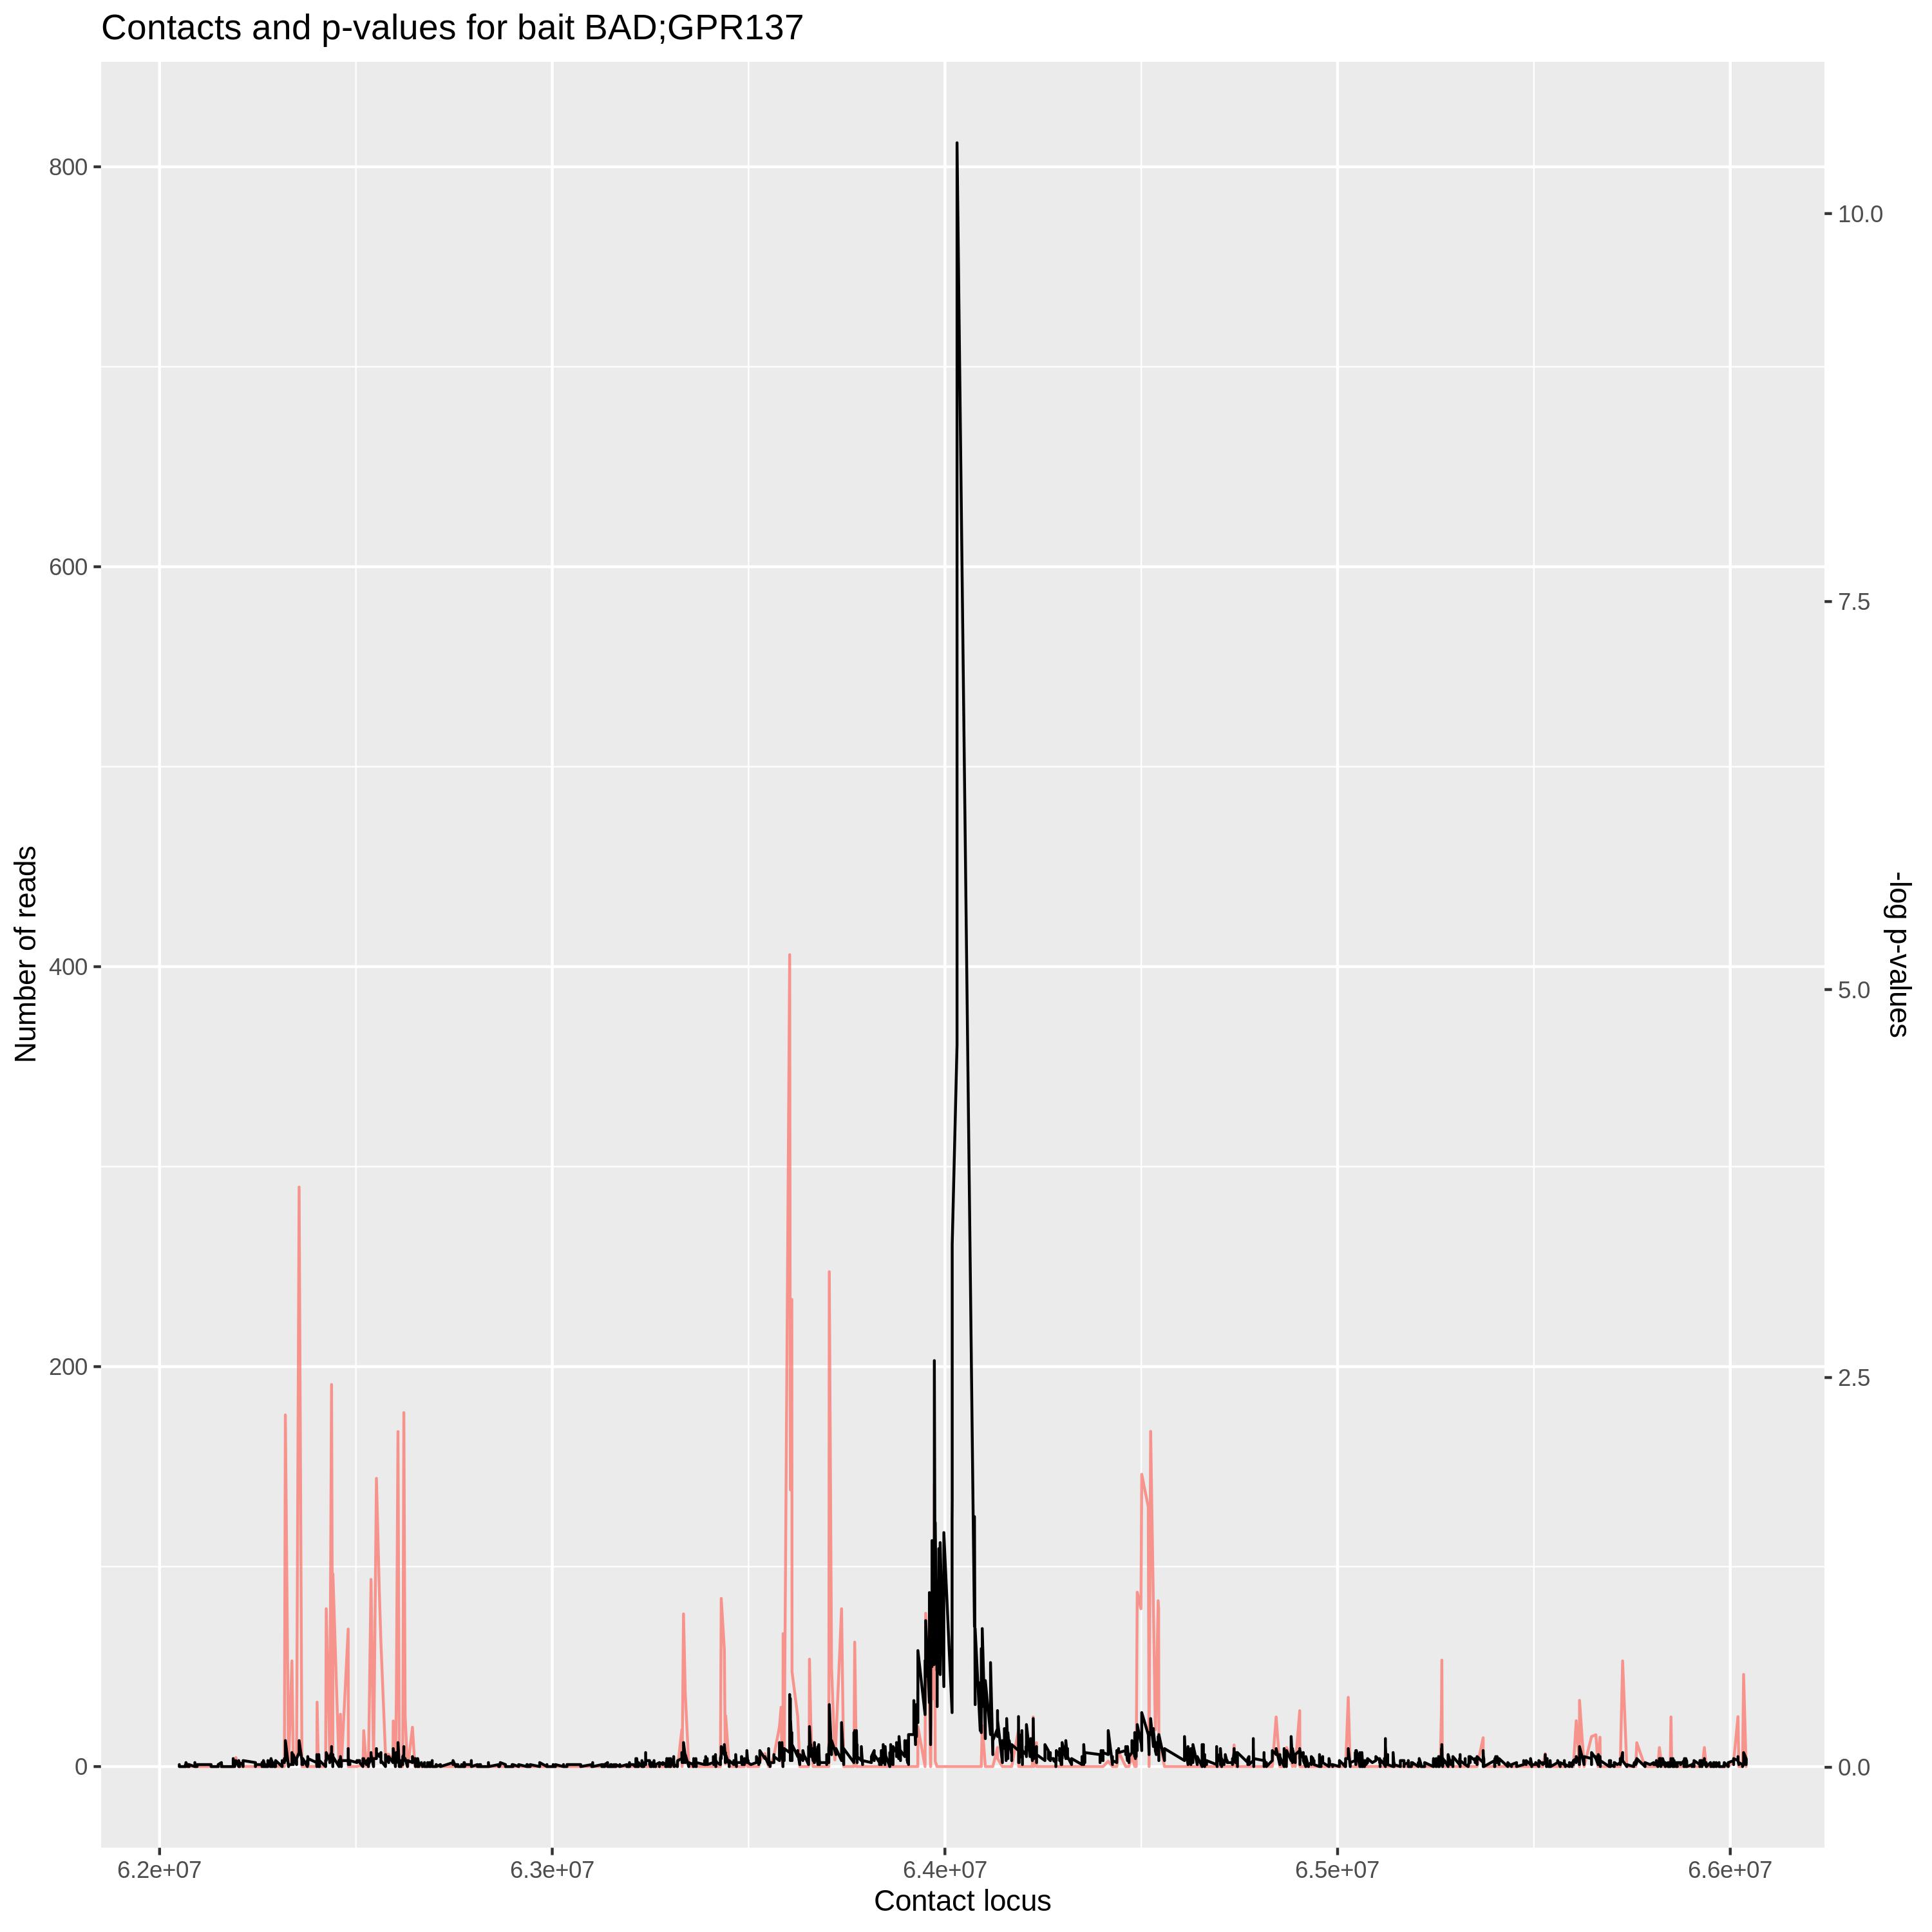 Contacts and p-values for bait BAD;GPR137
800
600
400
200
0
Number of reads
10.0
7.5
5.0
2.5
0.0
-log p-values
6.2e+07
6.3e+07
6.4e+07
6.5e+07
6.6e+07
Contact locus